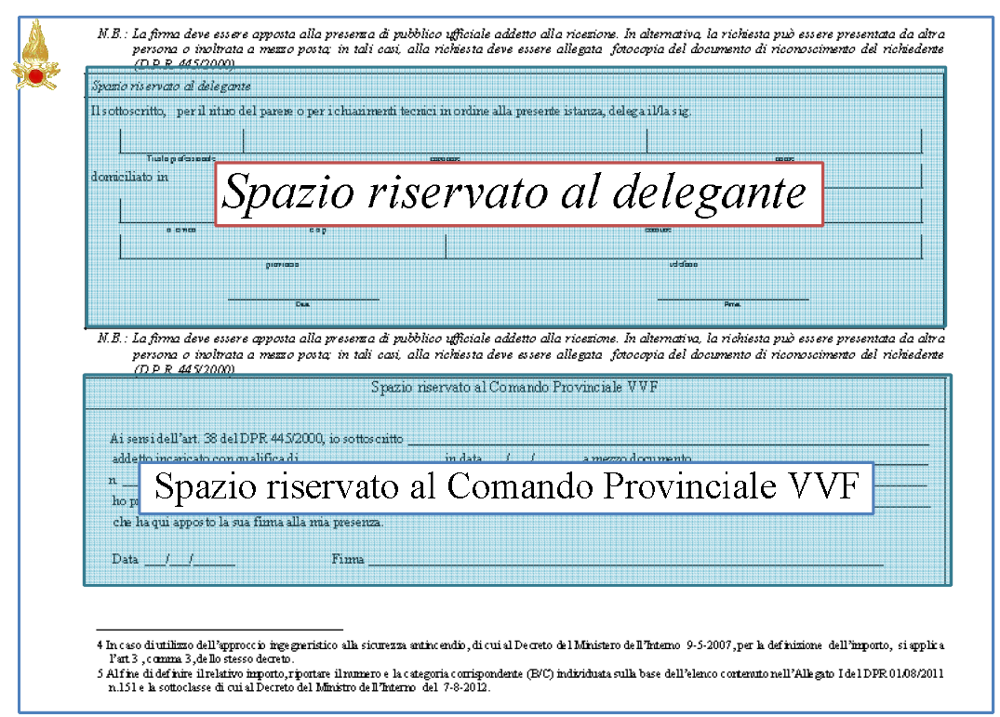 N.B.: La firma deve essere apposta alla presenza di pubblico ufficiale addetto alla ricezione. In alternativa, la richiesta può essere presentata da altra
persona o inoltrata a mezzo posta; in tali casi, alla richiesta deve essere allegata fotocopia del documento di riconoscimento del richiedente
(D.P.R. 445/2000)
Spazio riservato al delegante
Il sottoscritto, per il ritiro del parere o per i chiarimenti tecnici in ordine alla presente istanza, delega il/la sig.
Titolo professionale cognome nome
domiciliato in
Spazio riservato al delegante
n. civico c.a.p. comune
provincia telefono
Data Firma
N.B.: La firma deve essere apposta alla presenza di pubblico ufficiale addetto alla ricezione. In alternativa, la richiesta può essere presentata da altra
persona o inoltrata a mezzo posta; in tali casi, alla richiesta deve essere allegata fotocopia del documento di riconoscimento del richiedente
(D.P.R. 445/2000)
Spazio riservato al Comando Provinciale VVF
Ai sensi dell'art. 38 del DPR 445/2000, io sottoscritto
addetto incaricato con qualifica di in data / / a mezzo documento
n.
Spazio riservato al Comando Provinciale VVF
ho
che ha qui apposto la sua firma alla mia presenza.
Data ___/___/______ Firma
4 In caso di utilizzo dell'approccio ingegneristico alla sicurezza antincendio, di cui al Decreto del Ministero dell'Interno 9-5-2007, per la definizione dell'importo, si applica
l'art 3 , comma 3, dello stesso decreto.
5 Al fine di definire il relativo importo, riportare il numero e la categoria corrispondente (B/C) individuata sulla base dell'elenco contenuto nell'Allegato I del DPR 01/08/2011
n.151 e la sottoclasse di cui al Decreto del Ministro dell'Interno del 7-8-2012.